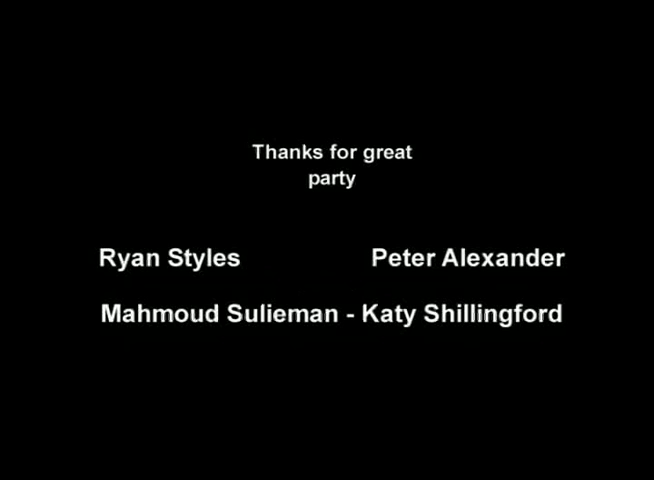 Thanks for great
party
Ryan Styles Peter Alexander
Mahmoud Sulieman - Katy Shillingford